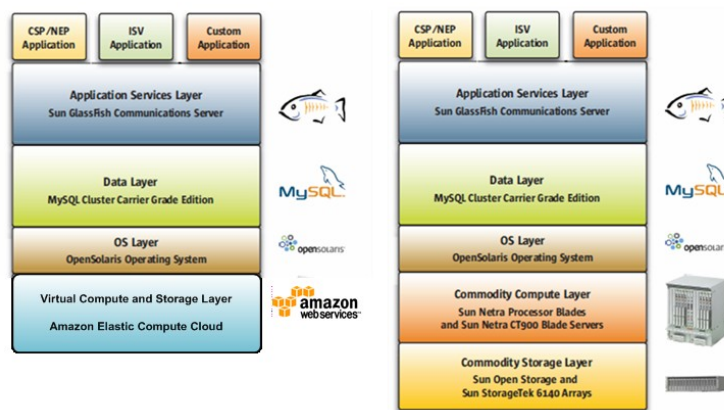 CSP/NEP
Application
ISV
Application
Custom
Application
Application Services Layer
Sun GlassFish Communications Server
Data Layer
MySQL Cluster Carrier Grade Edition
MySQL
OS Layer
OpenSolaris Operating System
opensolaris
Virtual Compute and Storage Layer
Amazon Elastic Compute Cloud
amazon
webservices™
CSP/NEP
Application
ISV
Application
Custom
Application
Application Services Layer
Sun GlassFish Communications Server
Data Layer
MySQL Cluster Carrier Grade Edition
MySQL
OS Layer
OpenSolaris Operating System
opensolaris
Commodity Compute Layer
Sun Netra Processor Blades
and Sun Netra CT900 Blade Servers
Commodity Storage Layer
Sun Open Storage and
Sun StorageTek 6140 Arrays